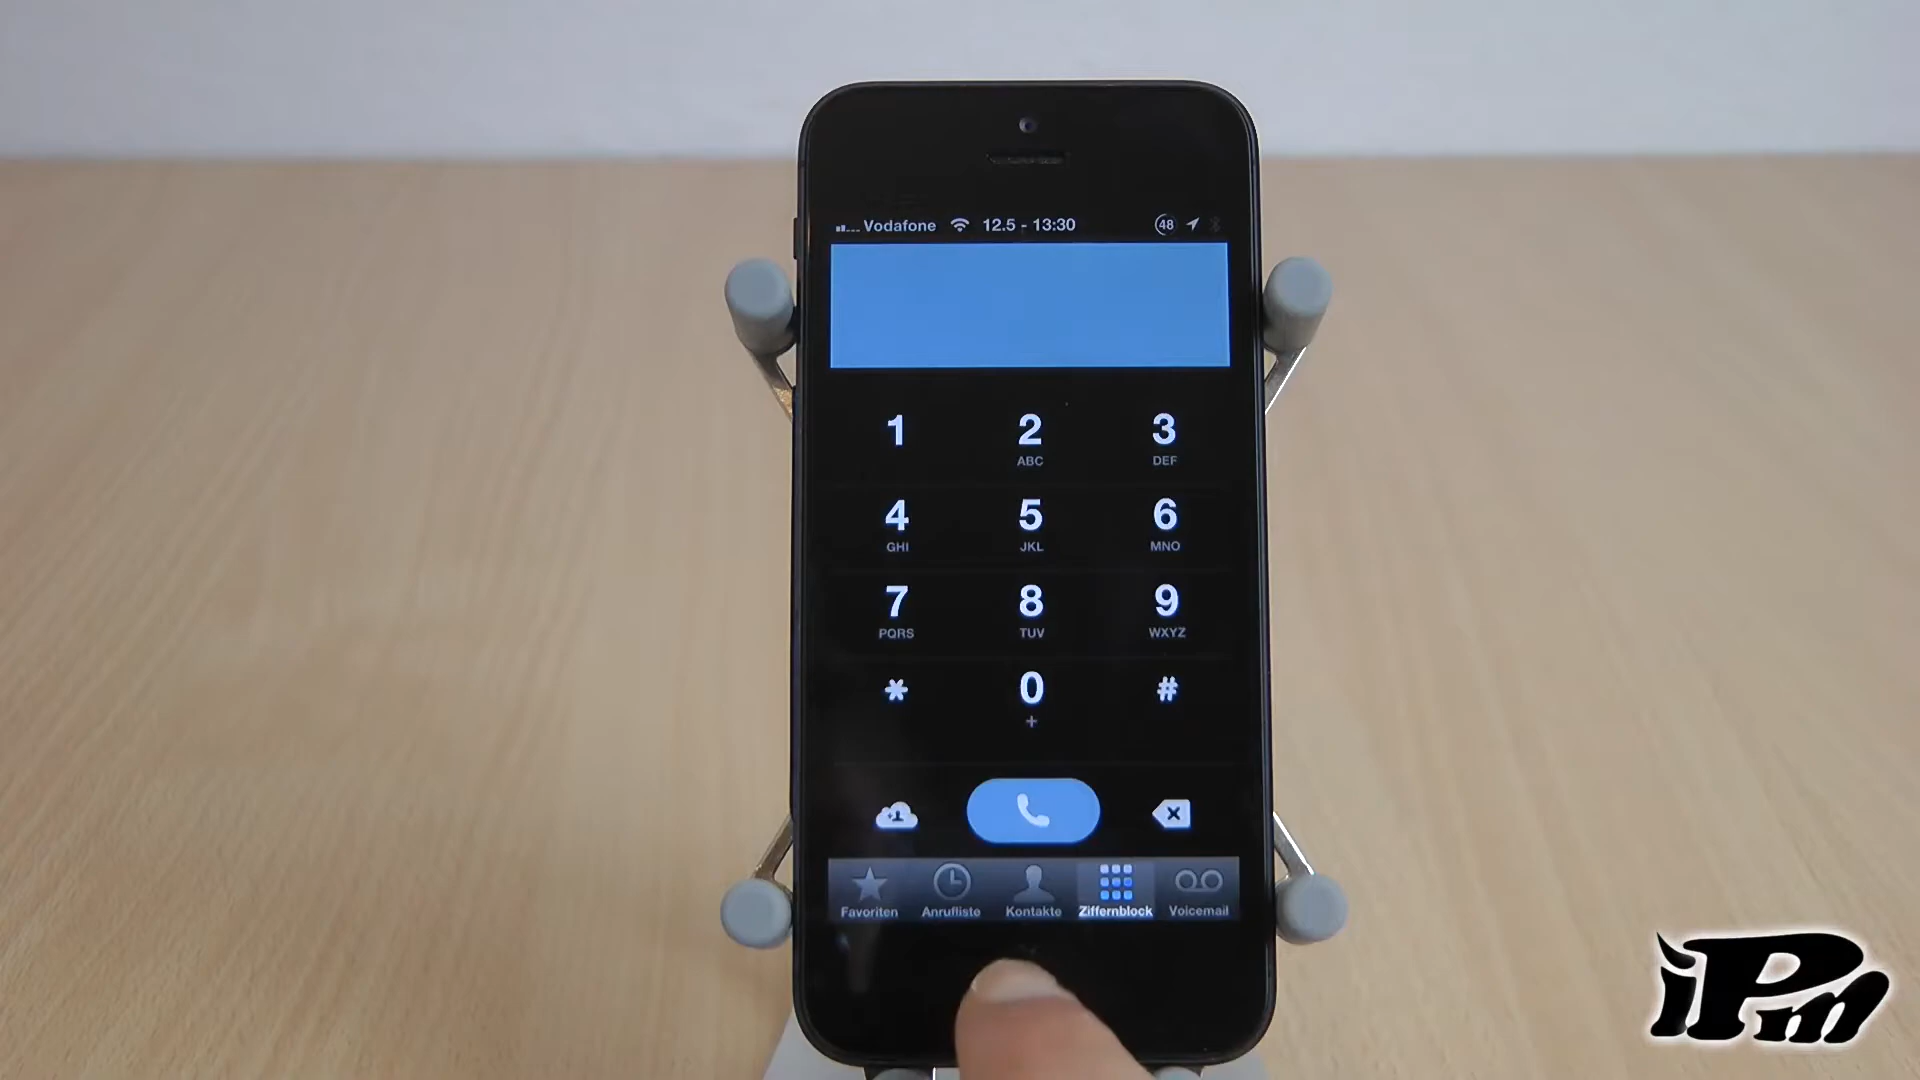 Vodafone 12.5 - 13:30 48
1 2 3
ABC DEF
4 5 6
GHI JKL MNO
7 8 9
PQRS TUV WXYZ
* 0 #
+
Favoriten Anrufliste Kontakte Ziffernblock Voicemail
iPm